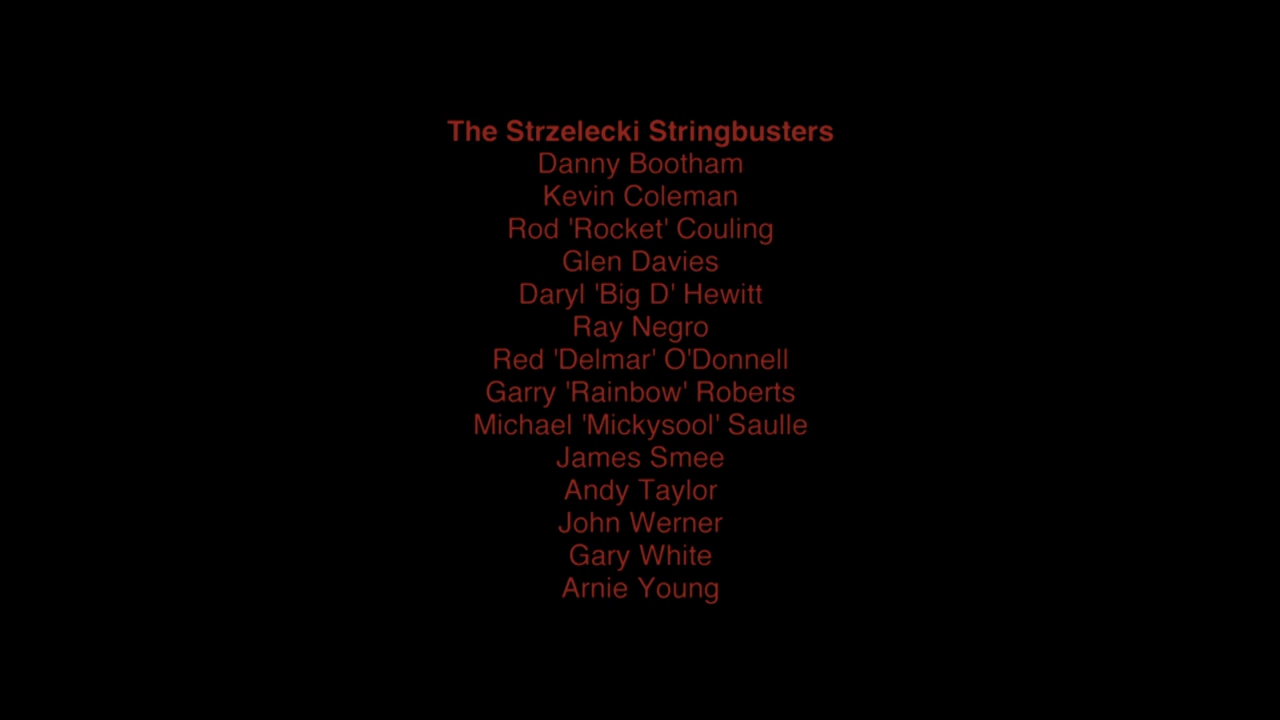 The Strzelecki Stringbusters
Danny Bootham
Kevin Coleman
Rod 'Rocket' Couling
Glen Davies
Daryl 'Big D' Hewitt
Ray Negro
Red 'Delmar' O'Donnell
Garry 'Rainbow' Roberts
Michael 'Mickysool' Saulle
James Smee
Andy Taylor
John Werner
Gary White
Arnie Young